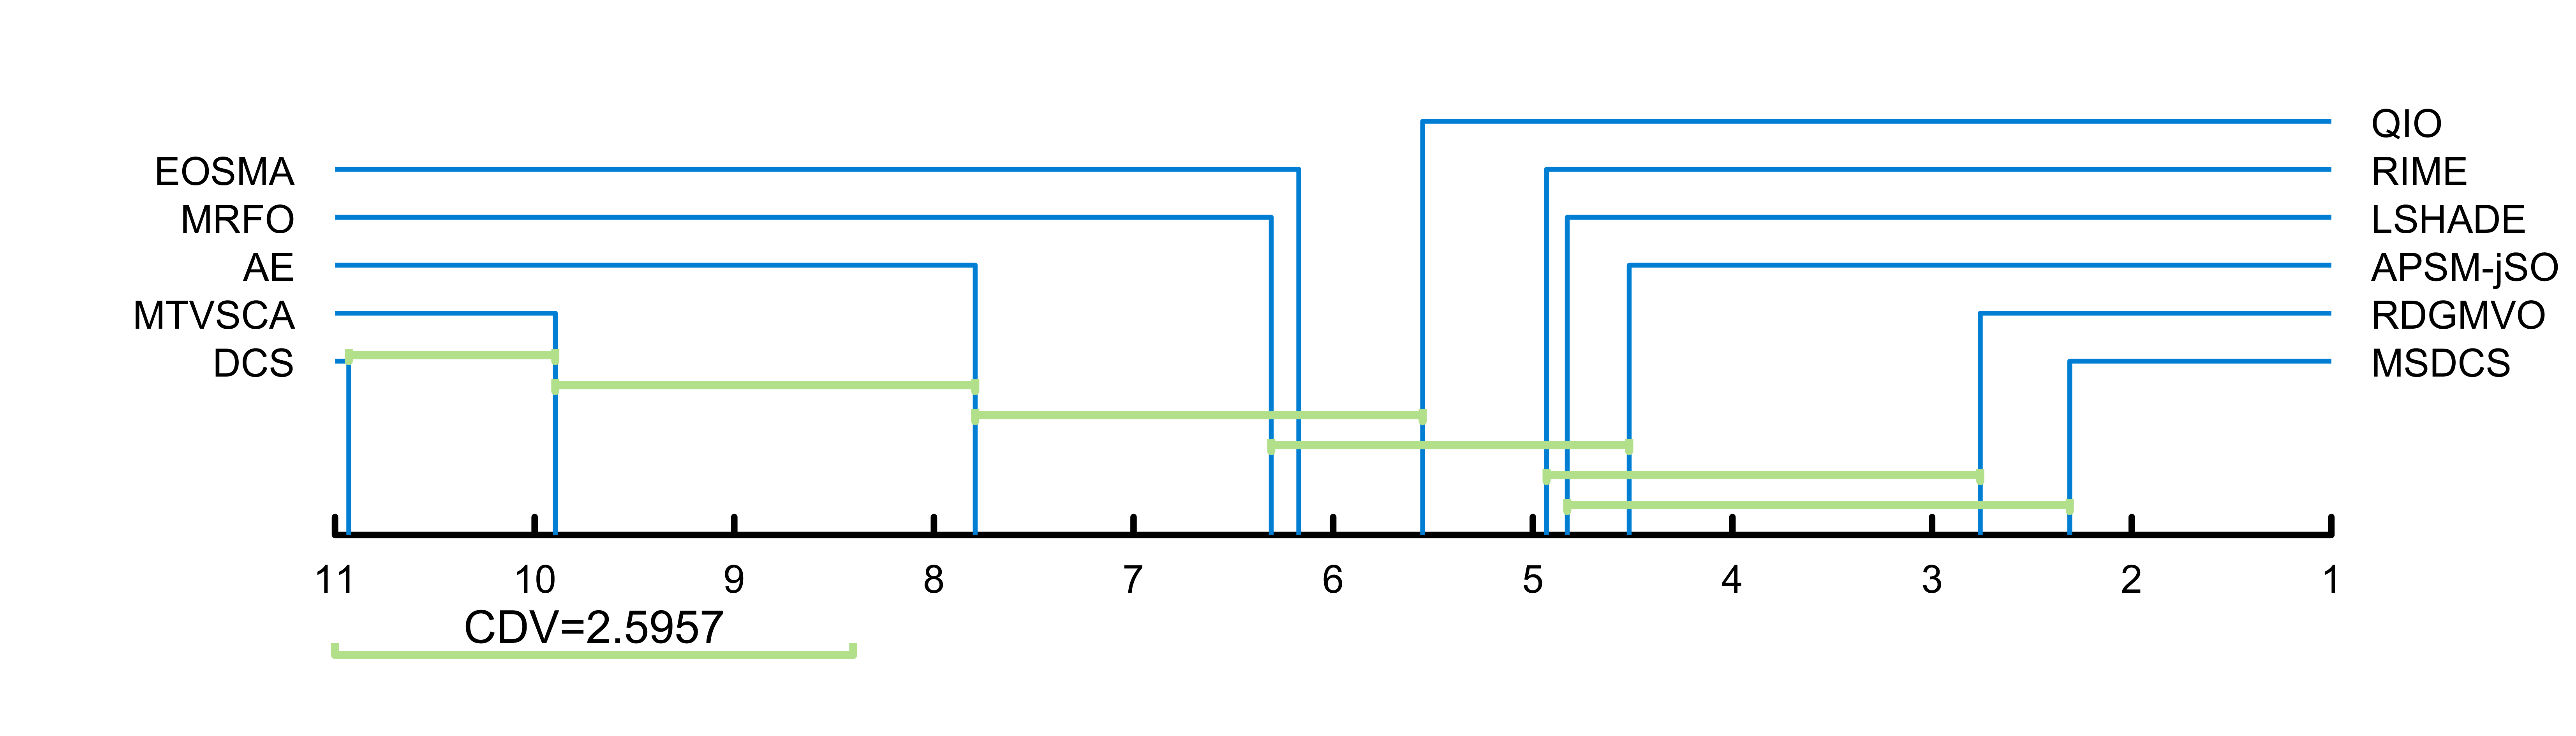 QIO
EOSMA RIME
MRFO LSHADE
AE APSM-jSO
MTVSCA RDGMVO
DCS MSDCS
11 10 9 8 7 6 5 4 3 2 1
CDV=2.5957